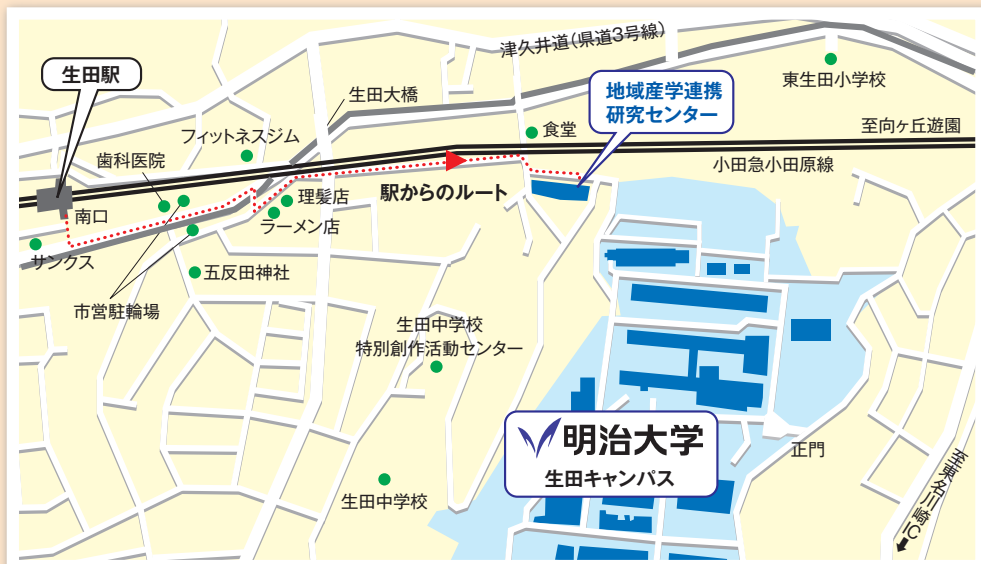 津久井道（県道3号線）
生田駅
東生田小学校
地域産学連携
研究センター
生田大橋
フィットネスジム
食堂
至向ヶ丘遊園
歯科医院
小田急小田原線
駅からのルート
理髪店
南口
ラーメン店
サンクス
五反田神社
市営駐輪場
生田中学校
特別創作活動センター
明治大学
生田キャンパス
正門
生田中学校
至東名川崎IC